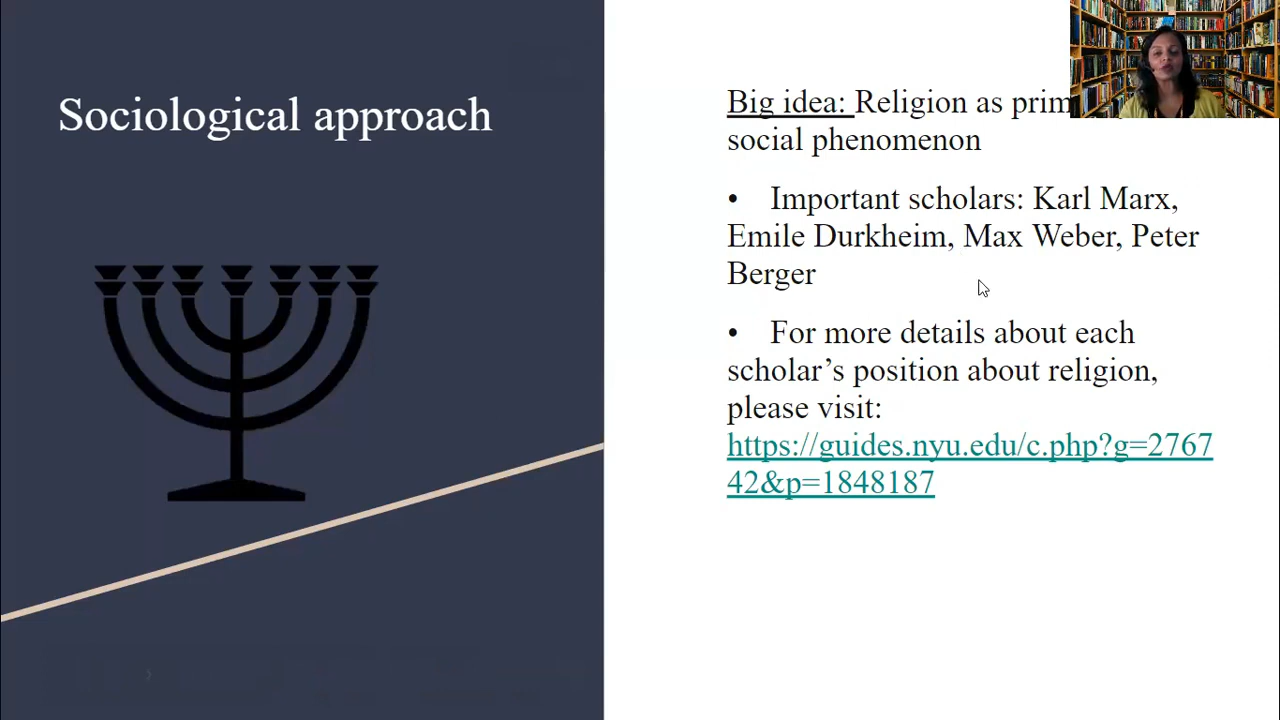 Sociological approach
Big idea: Religion as
social phenomenon
• Important scholars: Karl Marx,
Emile Durkheim, Max Weber, Peter
Berger
• For more details about each
scholar’s position about religion,
please visit:
https://guides.nyu.edu/c.php?g=2767
42&p=1848187